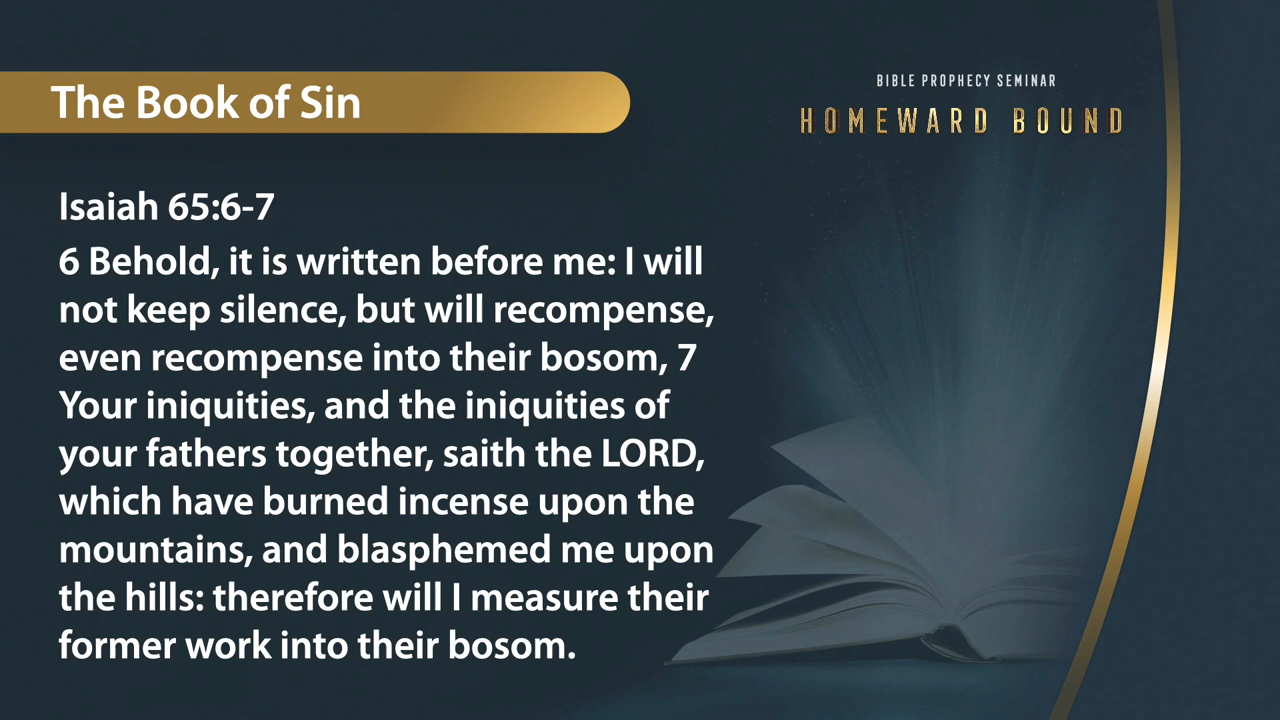 The Book of Sin
BIBLE PROPHECY SEMINAR
HOMEWARD BOUND
Isaiah 65:6-7
6 Behold, it is written before me: I will
not keep silence, but will recompense,
even recompense into their bosom, 7
Your iniquities, and the iniquities of
your fathers together, saith the LORD,
which have burned incense upon the
mountains, and blasphemed me upon
the hills: therefore will I measure their
former work into their bosom.